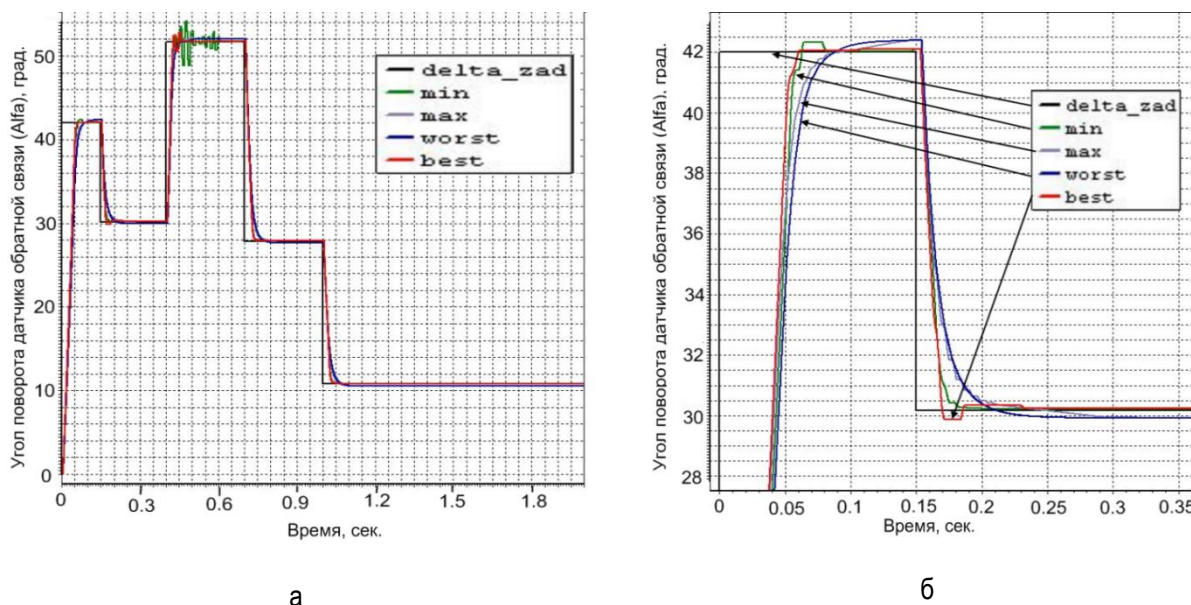 Угол поворота датчика обратной связи (Alfa), град.
50
40
30
20
10
0
0
0.3
0.6
0.9
1.2
1.5
1.8
Время, сек.
delta_zad
min
max
worst
best
а
Угол поворота датчика обратной связи (Alfa), град.
42
40
38
36
34
32
30
28
0
0.05
0.1
0.15
0.2
0.25
0.3
0.35
Время, сек.
delta_zad
min
max
worst
best
б